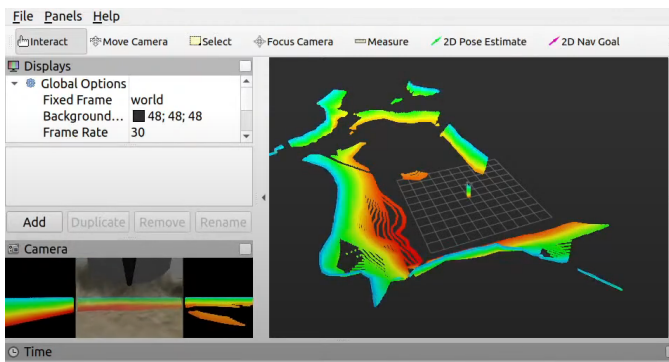 File Panels Help
Interact Move Camera Select Focus Camera Measure 2D Pose Estimate 2D Nav Goal
Displays
Global Options
Fixed Frame world
Background... 48; 48; 48
Frame Rate 30
Add Duplicate Remove Rename
Camera
Time